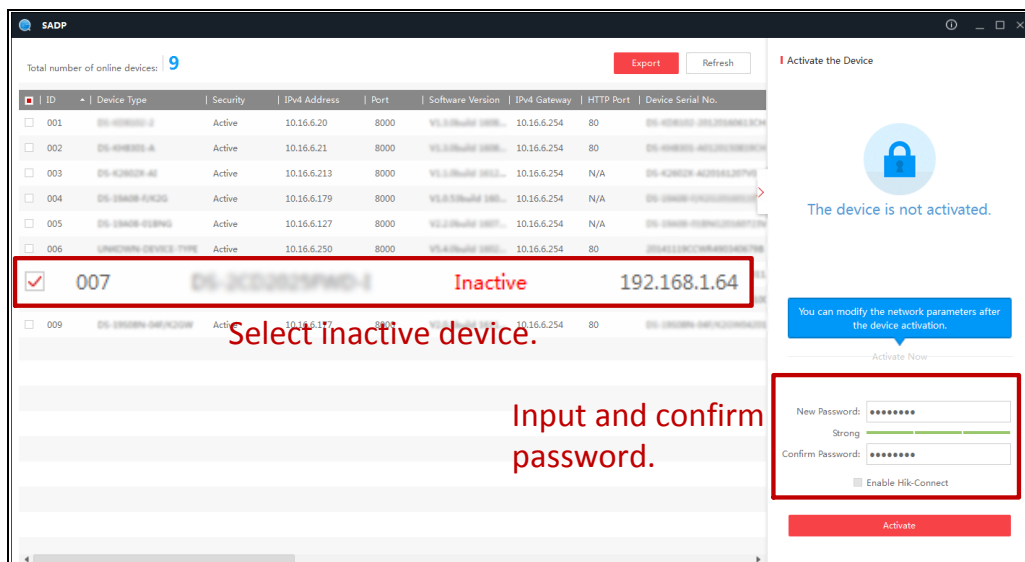 SADP
Total number of online devices: 9
Export
Refresh
ID | Device Type | Security | IPv4 Address | Port | Software Version | IPv4 Gateway | HTTP Port | Device Serial No.
001 Active 10.16.6.20 8000 10.16.6.254 80
002 Active 10.16.6.21 8000 10.16.6.254 80
003 Active 10.16.6.213 8000 10.16.6.254 N/A
004 Active 10.16.6.179 8000 10.16.6.254 N/A
005 Active 10.16.6.127 8000 10.16.6.254 N/A
006 Active 10.16.6.250 8000 10.16.6.254 80
007 Inactive 192.168.1.64
009 Active 10.16.6.177 8000 10.16.6.254 80
Select inactive device.
Input and confirm
password.
Activate the Device
The device is not activated.
You can modify the network parameters after
the device activation.
Activate Now
New Password: ●●●●●●●●
Strong
Confirm Password: ●●●●●●●●
Enable Hik-Connect
Activate